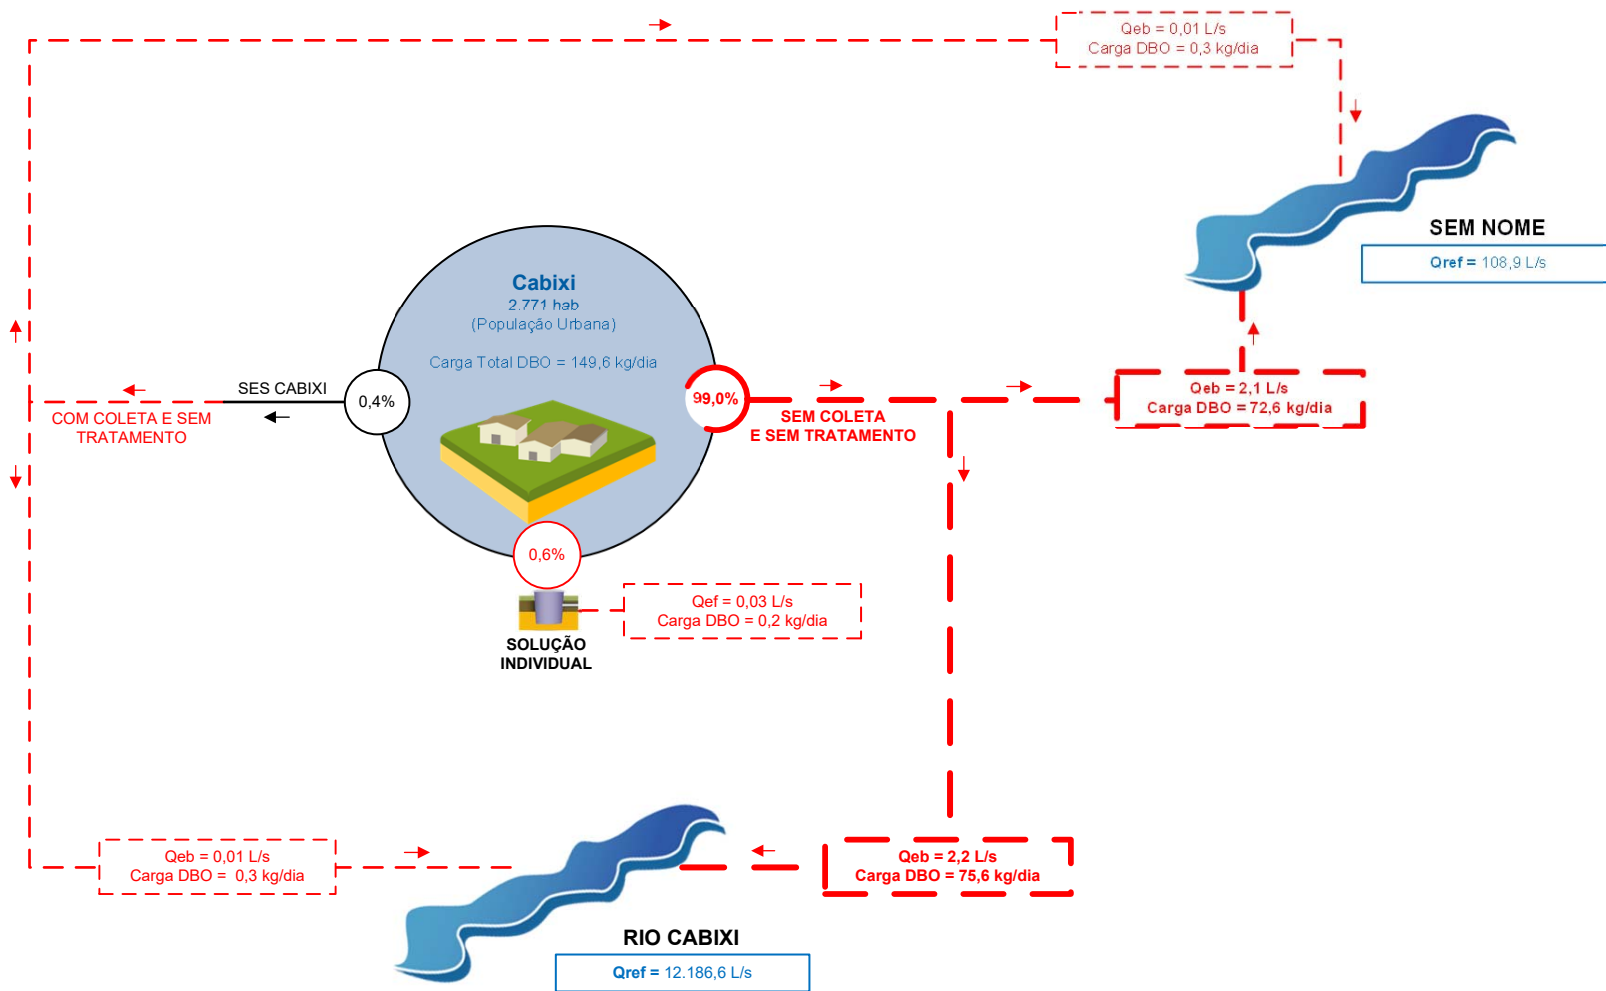 Qeb = 0,01 L/s
Carga DBO = 0,3 kg/dia
SEM NOME
Qref = 108,9 L/s
Cabixi
2.771 hab
(População Urbana)
Carga Total DBO = 149,6 kg/dia
SES CABIXI
0,4%
99,0%
COM COLETA E SEM
TRATAMENTO
SEM COLETA
E SEM TRATAMENTO
Qeb = 2,1 L/s
Carga DBO = 72,6 kg/dia
0,6%
Qef = 0,03 L/s
Carga DBO = 0,2 kg/dia
SOLUÇÃO
INDIVIDUAL
Qeb = 0,01 L/s
Carga DBO =  0,3 kg/dia
Qeb = 2,2 L/s
Carga DBO = 75,6 kg/dia
RIO CABIXI
Qref = 12.186,6 L/s